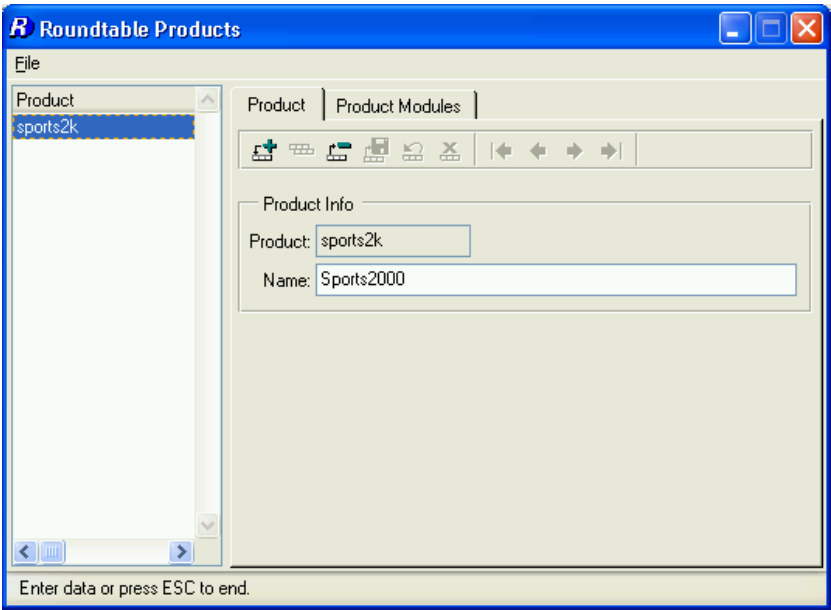 R Roundtable Products
File
Product
sports2k
Product Product Modules
Product Info
Product: sports2k
Name: Sports2000
Enter data or press ESC to end.